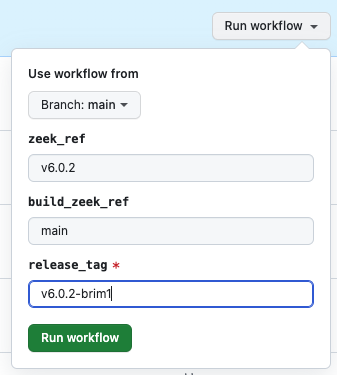 Run workflow
Use workflow from
Branch: main
zeek_ref
v6.0.2
build_zeek_ref
main
release_tag *
v6.0.2-brim1
Run workflow